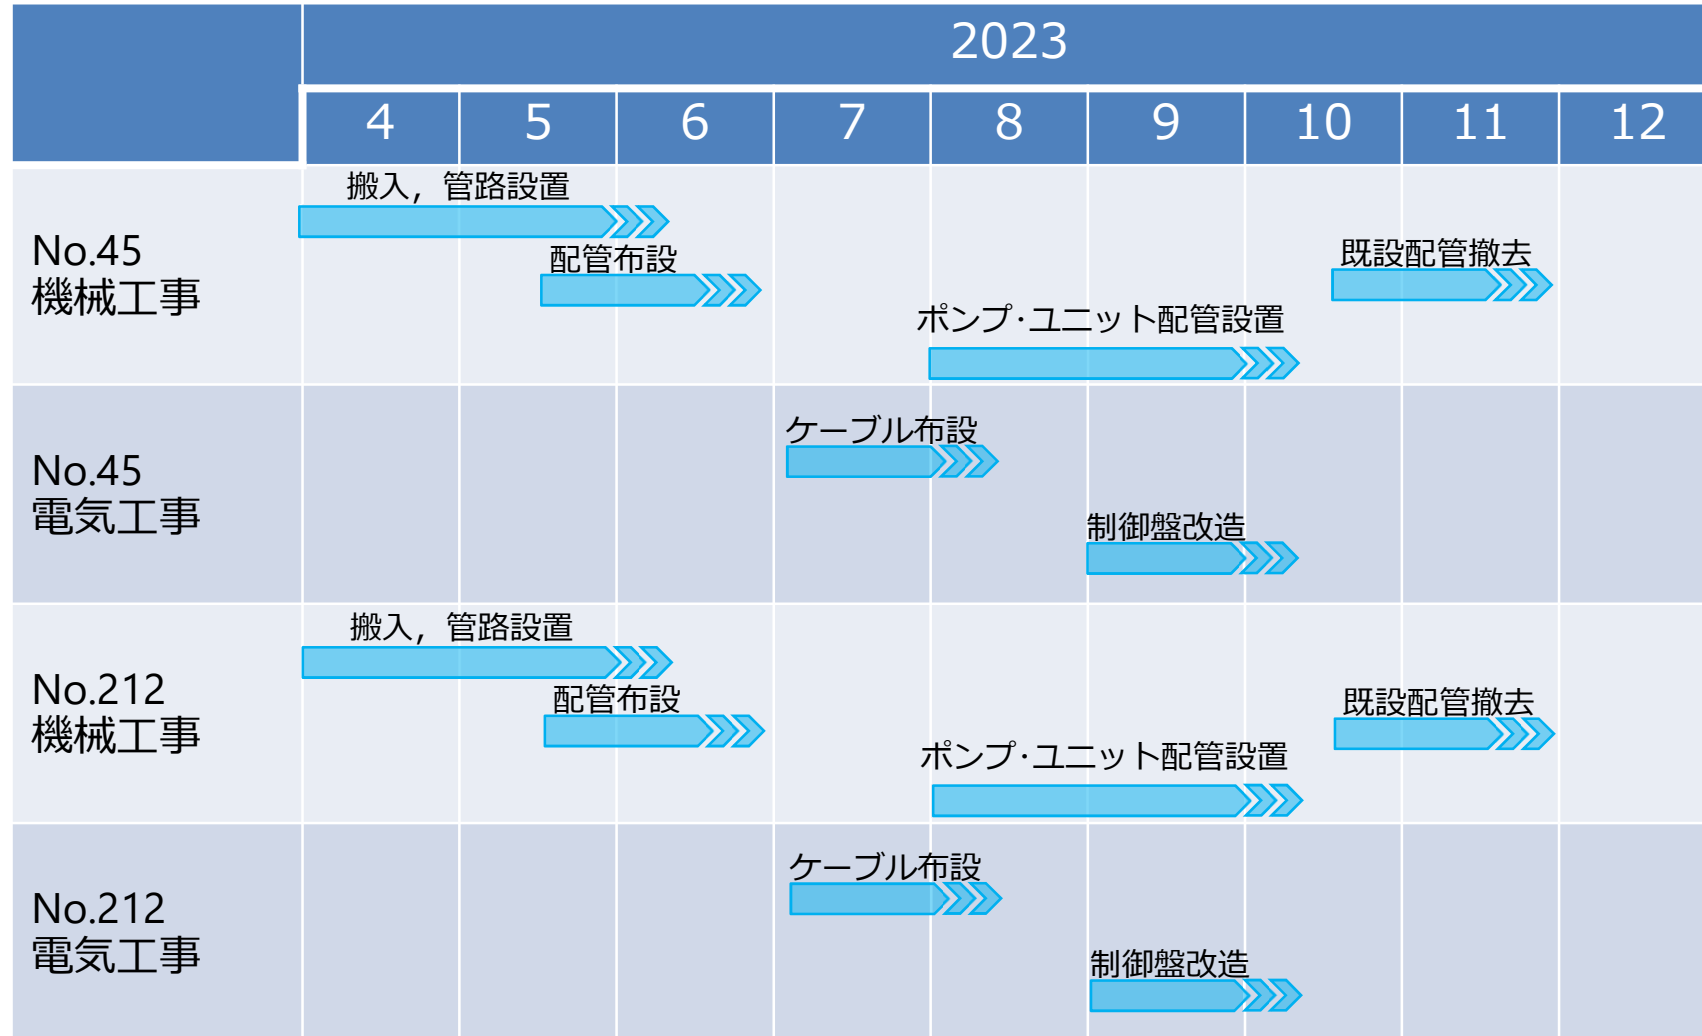 2023
4 5 6 7 8 9 10 11 12
No.45
機械工事
搬入，管路設置
配管布設
既設配管撤去
ポンプ･ユニット配管設置
No.45
電気工事
ケーブル布設
制御盤改造
No.212
機械工事
搬入，管路設置
配管布設
既設配管撤去
ポンプ･ユニット配管設置
No.212
電気工事
ケーブル布設
制御盤改造